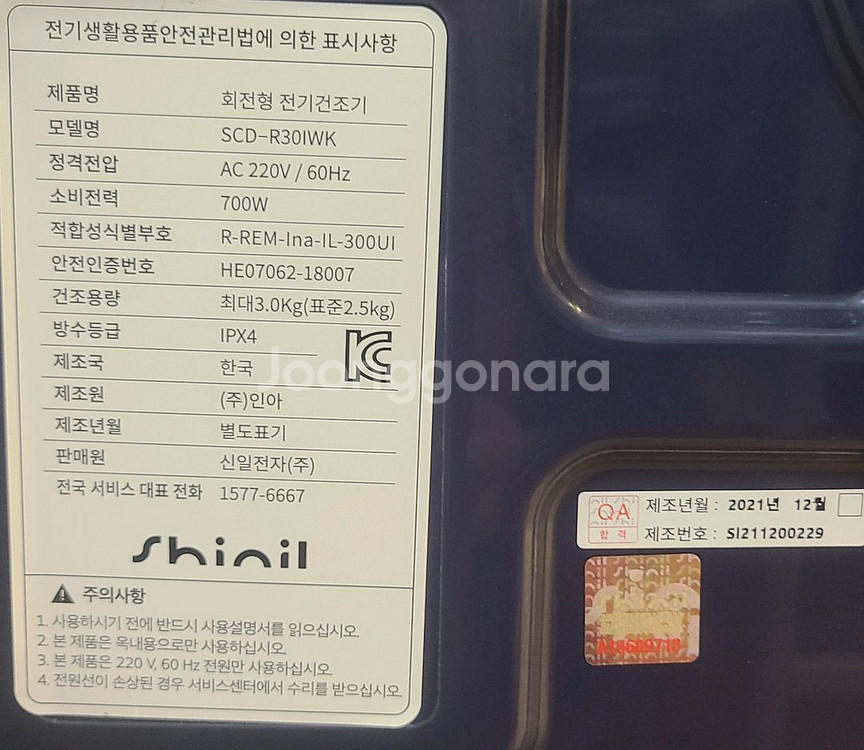 전기생활용품안전관리법에 의한 표시사항
제품명 회전형 전기건조기
모델명 SCD-R30IWK
정격전압 AC 220V / 60Hz
소비전력 700W
적합성식별부호 R-REM-Ina-IL-300UI
안전인증번호 HE07062-18007
건조용량 최대3.0Kg(표준2.5kg)
방수등급 IPX4
제조국 한국
제조원 (주)인아
제조년월 별도표기
판매원 신일전자(주)
전국 서비스 대표 전화 1577-6667
shinil
주의사항
1. 사용하시기 전에 반드시 사용설명서를 읽으십시오.
2. 본 제품은 옥내용으로만 사용하십시오.
3. 본 제품은 220 V, 60 Hz 전원만 사용하십시오.
4. 전원선이 손상된 경우 서비스센터에서 수리를 받으십시오.
Joonggonara
QA 합격
제조년월 : 2021년 12월
제조번호 : SI211200229